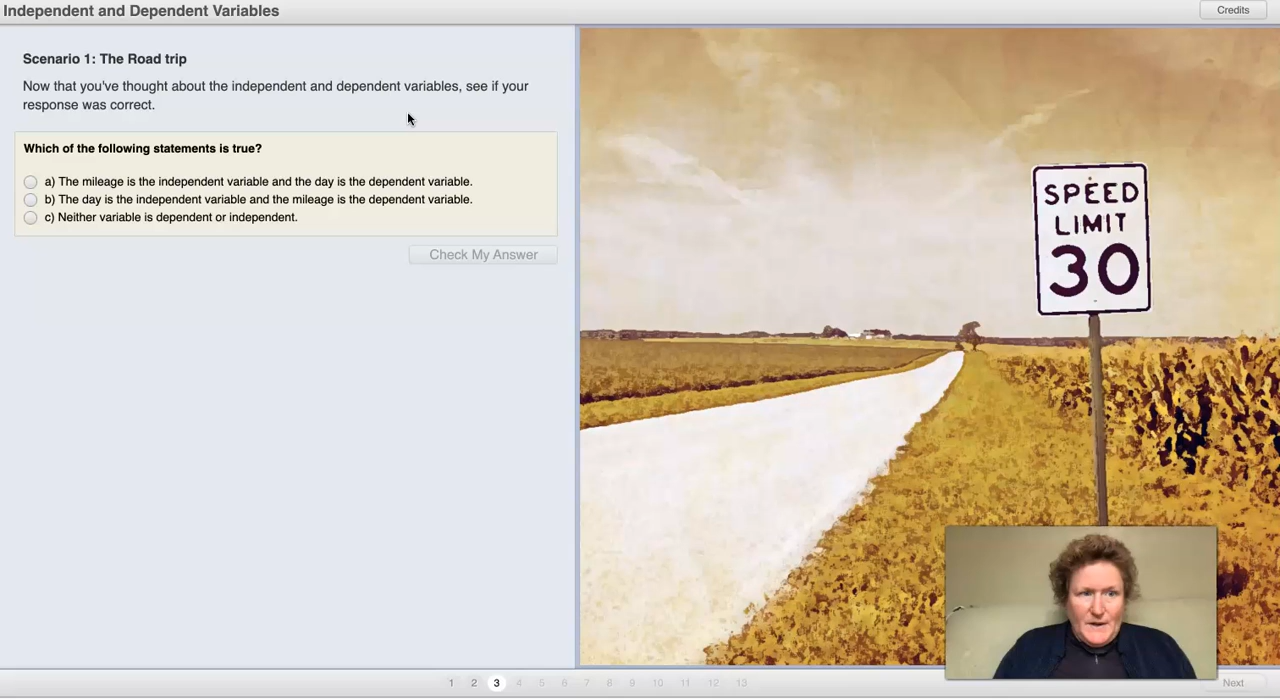 Independent and Dependent Variables
Credits
Scenario 1: The Road trip
Now that you've thought about the independent and dependent variables, see if your
response was correct.
Which of the following statements is true?
a) The mileage is the independent variable and the day is the dependent variable.
b) The day is the independent variable and the mileage is the dependent variable.
c) Neither variable is dependent or independent.
Check My Answer
SPEED
LIMIT
30
1 2 3 4 5 6 7 8 9 10 11 12 13
Next